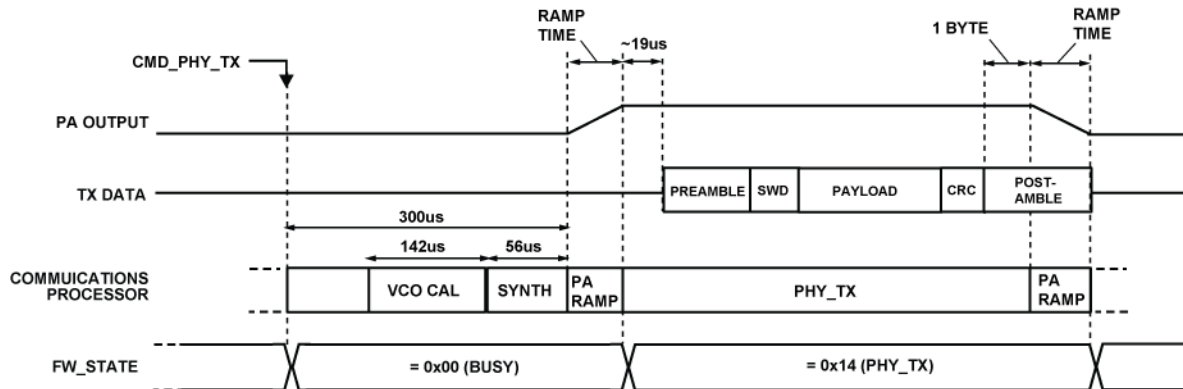 RAMP
TIME
~19us
1 BYTE
RAMP
TIME
CMD_PHY_TX
PA OUTPUT
TX DATA
PREAMBLE
SWD
PAYLOAD
CRC
POST-
AMBLE
300us
142us
56us
COMMUICATIONS
PROCESSOR
VCO CAL
SYNTH
PA
RAMP
PHY_TX
PA
RAMP
FW_STATE
= 0x00 (BUSY)
= 0x14 (PHY_TX)